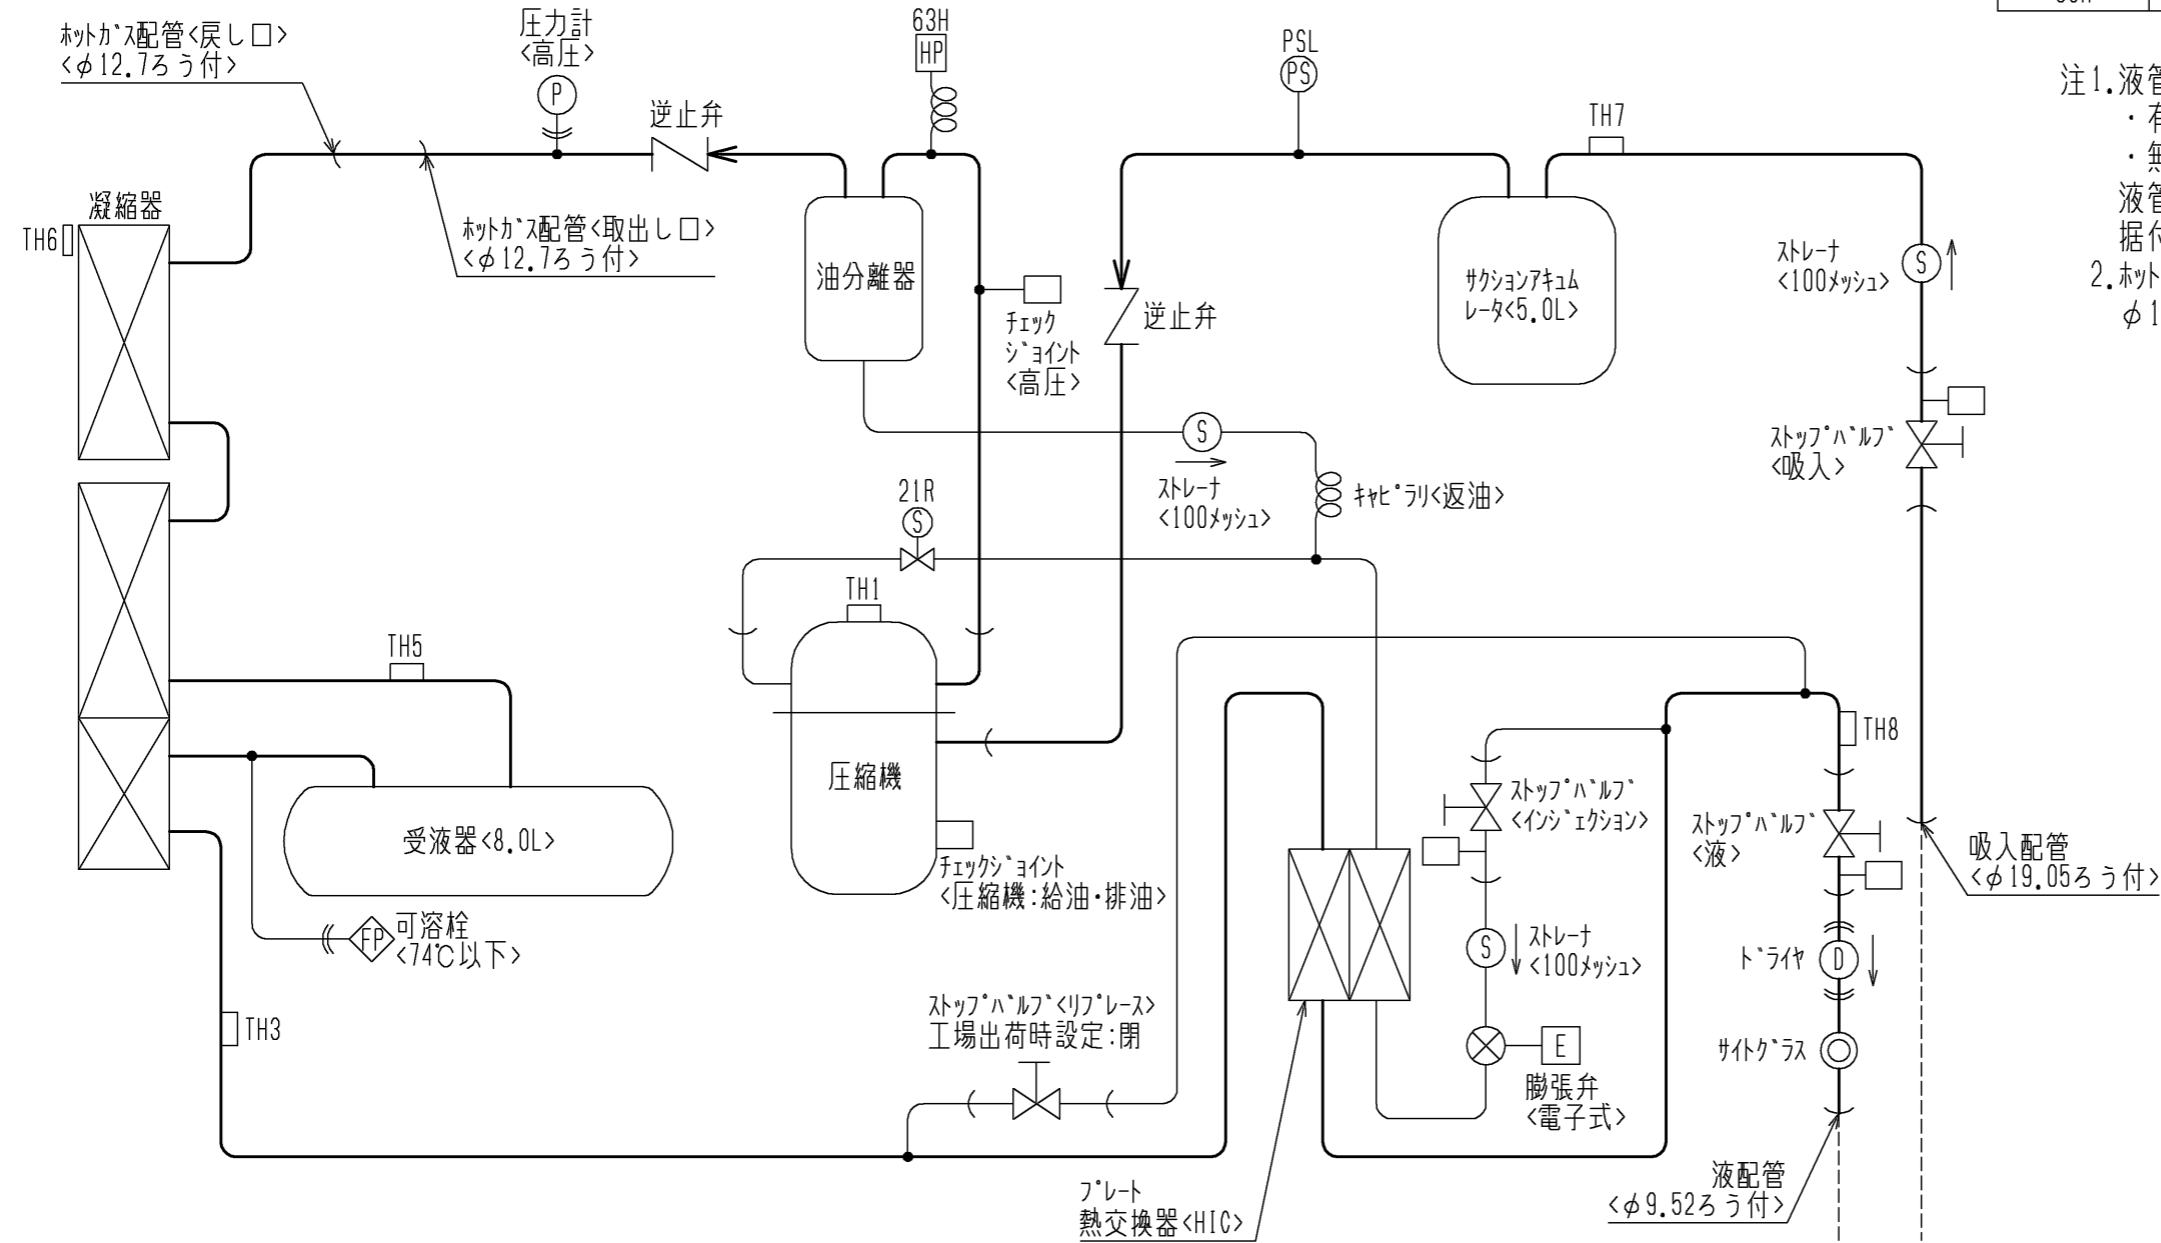 ﾎｯﾄｶﾞｽ配管<戻し口>
<φ12.7ろう付>
圧力計
<高圧>
P
63H
HP
逆止弁
PSL
PS
TH7
注1.液管
液管
据付
2.ﾎｯﾄ
φ1
凝縮器
TH6
ﾎｯﾄｶﾞｽ配管<取出し口>
<φ12.7ろう付>
油分離器
ﾁｪｯｸ
ｼﾞｮｲﾝﾄ
<高圧>
逆止弁
ｻｸｼｮﾝｱｷｭﾑ
ﾚｰﾀ<5.0L>
ｽﾄﾚｰﾅ
<100ﾒｯｼｭ>
S
ｽﾄｯﾌﾟﾊﾞﾙﾌﾞ
<吸入>
S
ｽﾄﾚｰﾅ
<100ﾒｯｼｭ>
ｷｬﾋﾟﾗﾘ<返油>
21R
S
TH1
TH5
圧縮機
受液器<8.0L>
ﾁｪｯｸｼﾞｮｲﾝﾄ
<圧縮機:給油･排油>
FP
可溶栓
<74℃以下>
TH3
ｽﾄｯﾌﾟﾊﾞﾙﾌﾞ<ﾘﾌﾟﾚｰｽ>
工場出荷時設定:閉
TH8
ｽﾄｯﾌﾟﾊﾞﾙﾌﾞ
<ｲﾝｼﾞｪｸｼｮﾝ>
ｽﾄｯﾌﾟﾊﾞﾙﾌﾞ
<液>
吸入配管
<φ19.05ろう付>
S
ｽﾄﾚｰﾅ
<100ﾒｯｼｭ>
ﾄﾞﾗｲﾔ
D
E
膨張弁
<電子式>
ｻｲﾄｸﾞﾗｽ
ﾌﾟﾚｰﾄ
熱交換器<HIC>
液配管
<φ9.52ろう付>